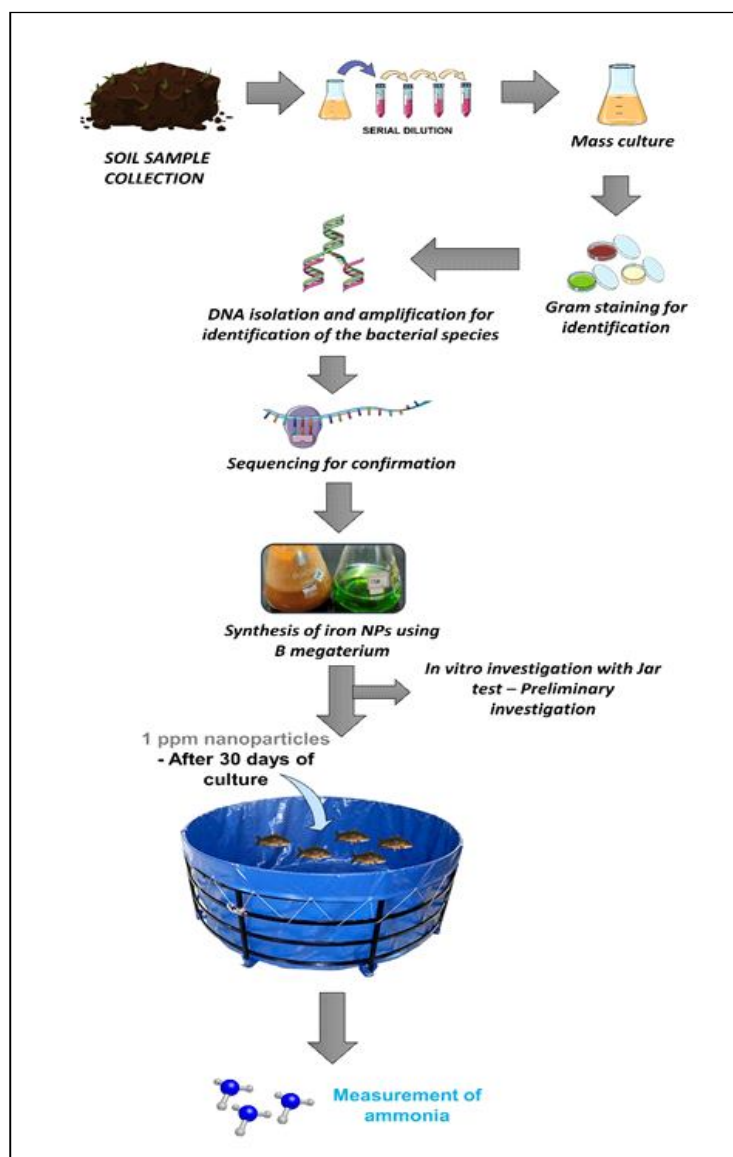 SERIAL DILUTION
SOIL SAMPLE
COLLECTION
Mass culture
DNA isolation and amplification for
identification of the bacterial species
Gram staining for
identification
Sequencing for confirmation
Synthesis of iron NPs using
B megaterium
In vitro investigation with Jar
test – Preliminary
investigation
1 ppm nanoparticles
- After 30 days of
culture
Measurement of
ammonia